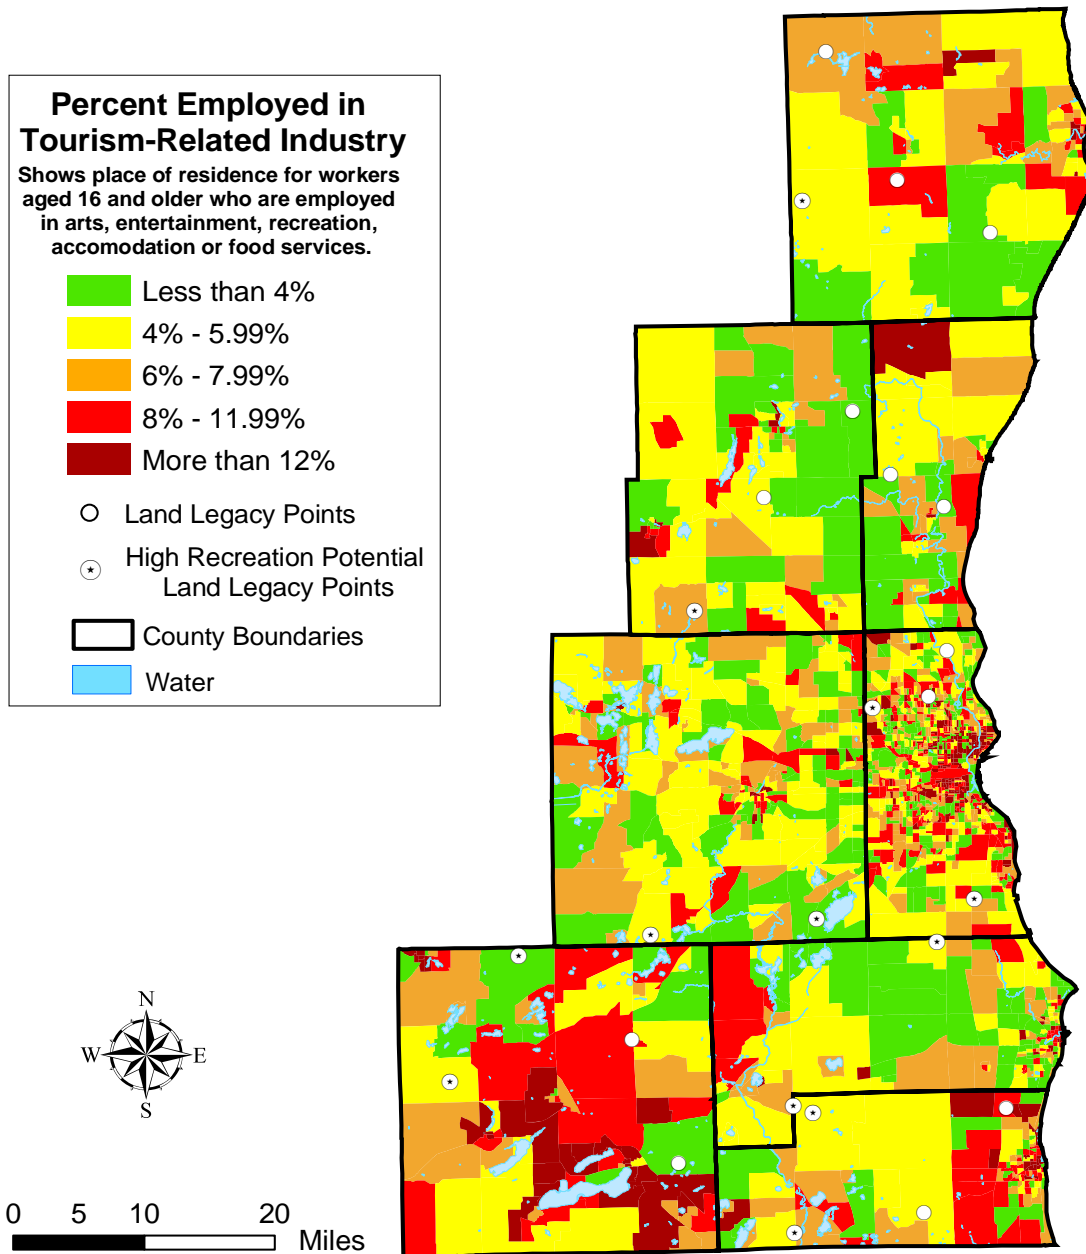 Percent Employed in
Tourism-Related Industry
Shows place of residence for workers
aged 16 and older who are employed
in arts, entertainment, recreation,
accomodation or food services.
Less than 4%
4% - 5.99%
6% - 7.99%
8% - 11.99%
More than 12%
Land Legacy Points
High Recreation Potential
Land Legacy Points
County Boundaries
Water
N
W E
S
0 5 10 20
Miles